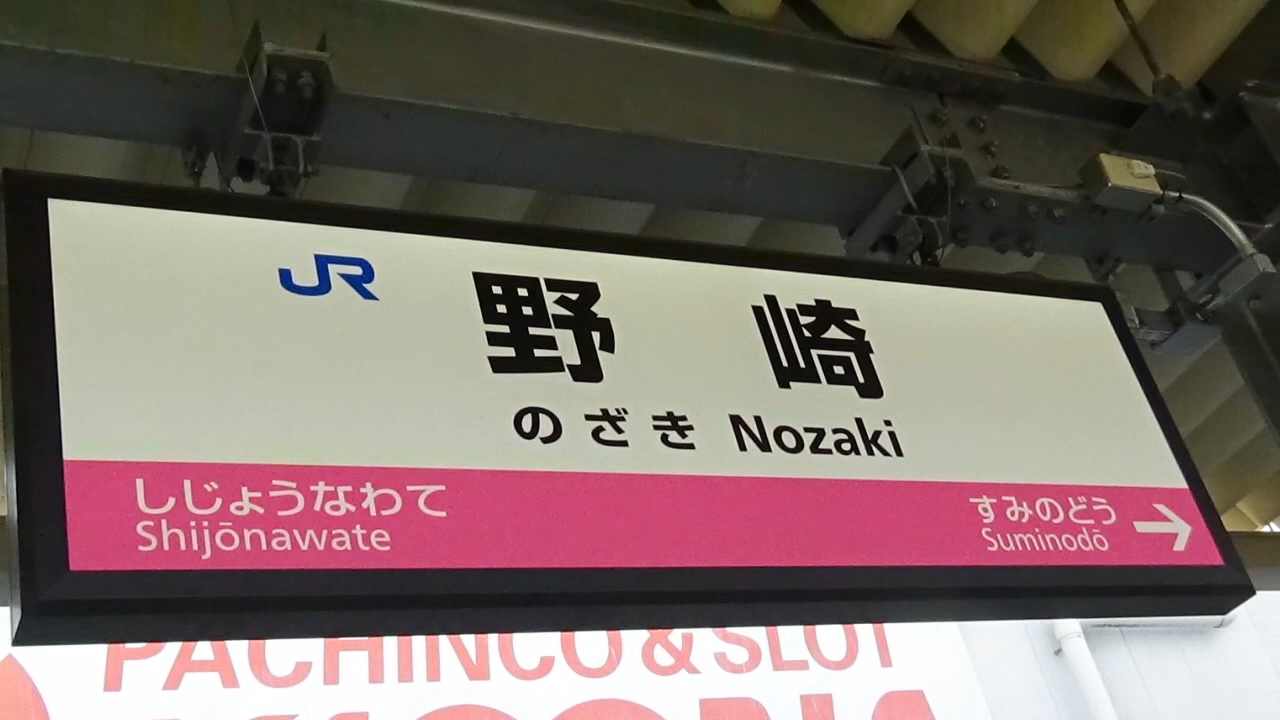 JR 野崎
のざき Nozaki
しじょうなわて
Shijōnawate
すみのどう →
Suminodō
PACHINCO & SLOT